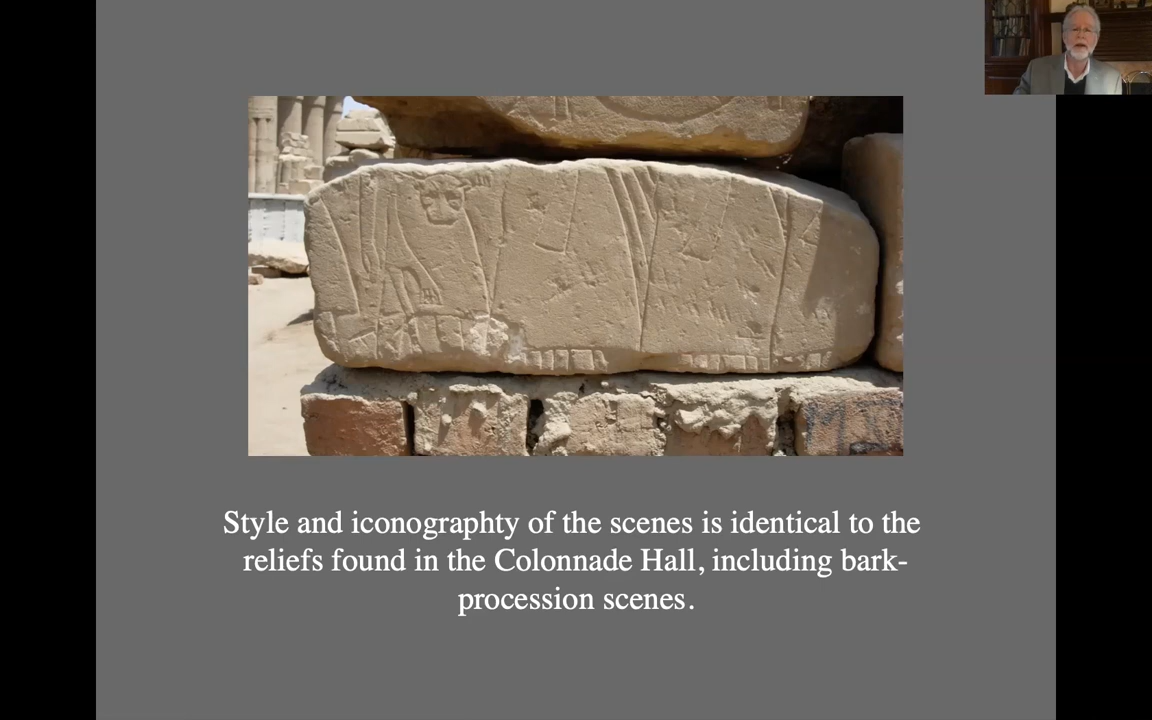 Style and iconographty of the scenes is identical to the
reliefs found in the Colonnade Hall, including bark-
procession scenes.